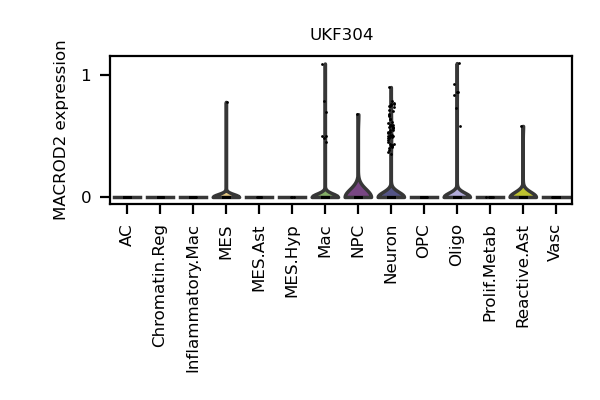 UKF304
MACROD2 expression
1
0
AC
Chromatin.Reg
Inflammatory.Mac
MES
MES.Ast
MES.Hyp
Mac
NPC
Neuron
OPC
Oligo
Prolif.Metab
Reactive.Ast
Vasc